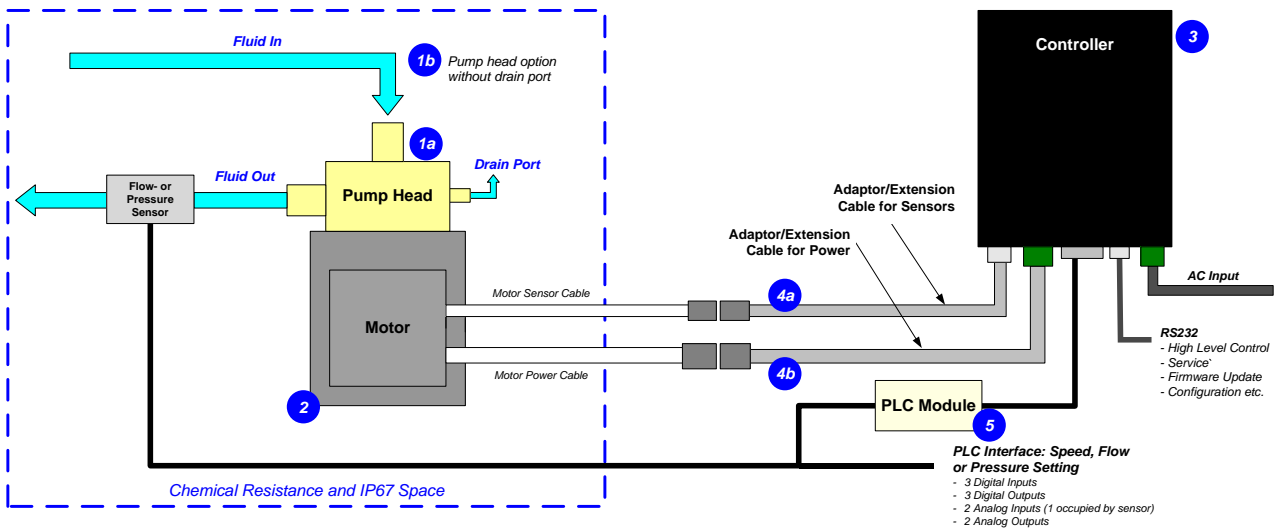 Fluid In
1b
Pump head option
without drain port
1a
Drain Port
Fluid Out
Flow- or
Pressure
Sensor
Pump Head
Motor
2
Motor Sensor Cable
Motor Power Cable
Chemical Resistance and IP67 Space
Controller
3
Adaptor/Extension
Cable for Sensors
Adaptor/Extension
Cable for Power
4a
4b
AC Input
RS232
- High Level Control
- Service`
- Firmware Update
- Configuration etc.
PLC Module
5
PLC Interface: Speed, Flow
or Pressure Setting
- 3 Digital Inputs
- 3 Digital Outputs
- 2 Analog Inputs (1 occupied by sensor)
- 2 Analog Outputs